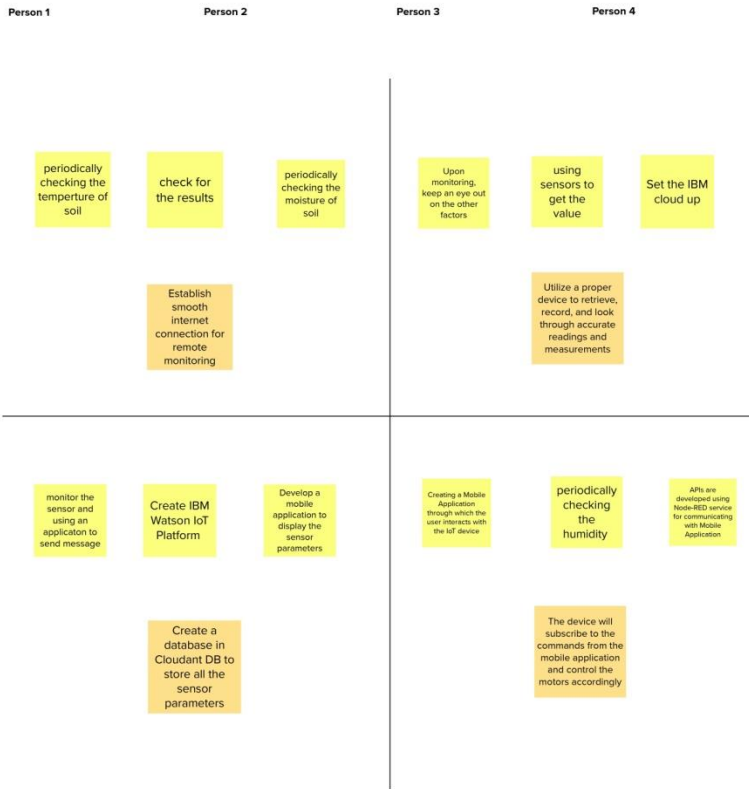 Person 1
Person 2
Person 3
Person 4
periodically
checking the
temperture of
soil
check for
the results
periodically
checking the
moisture of
soil
Upon
monitoring,
keep an eye out
on the other
factors
using
sensors to
get the
value
Set the IBM
cloud up
Establish
smooth
internet
connection for
remote
monitoring
Utilize a proper
device to retrieve,
record, and look
through accurate
readings and
measurements
monitor the
sensor and
using an
applicaton to
send message
Create IBM
Watson IoT
Platform
Develop a
mobile
application to
display the
sensor
parameters
Creating a Mobile
Application
through which the
user interacts with
the IoT device
periodically
checking
the
humidity
APIs are
developed using
Node-RED service
for communicating
with Mobile
Application
Create a
database in
Cloudant DB to
store all the
sensor
parameters
The device will
subscribe to the
commands from the
mobile application
and control the
motors accordingly